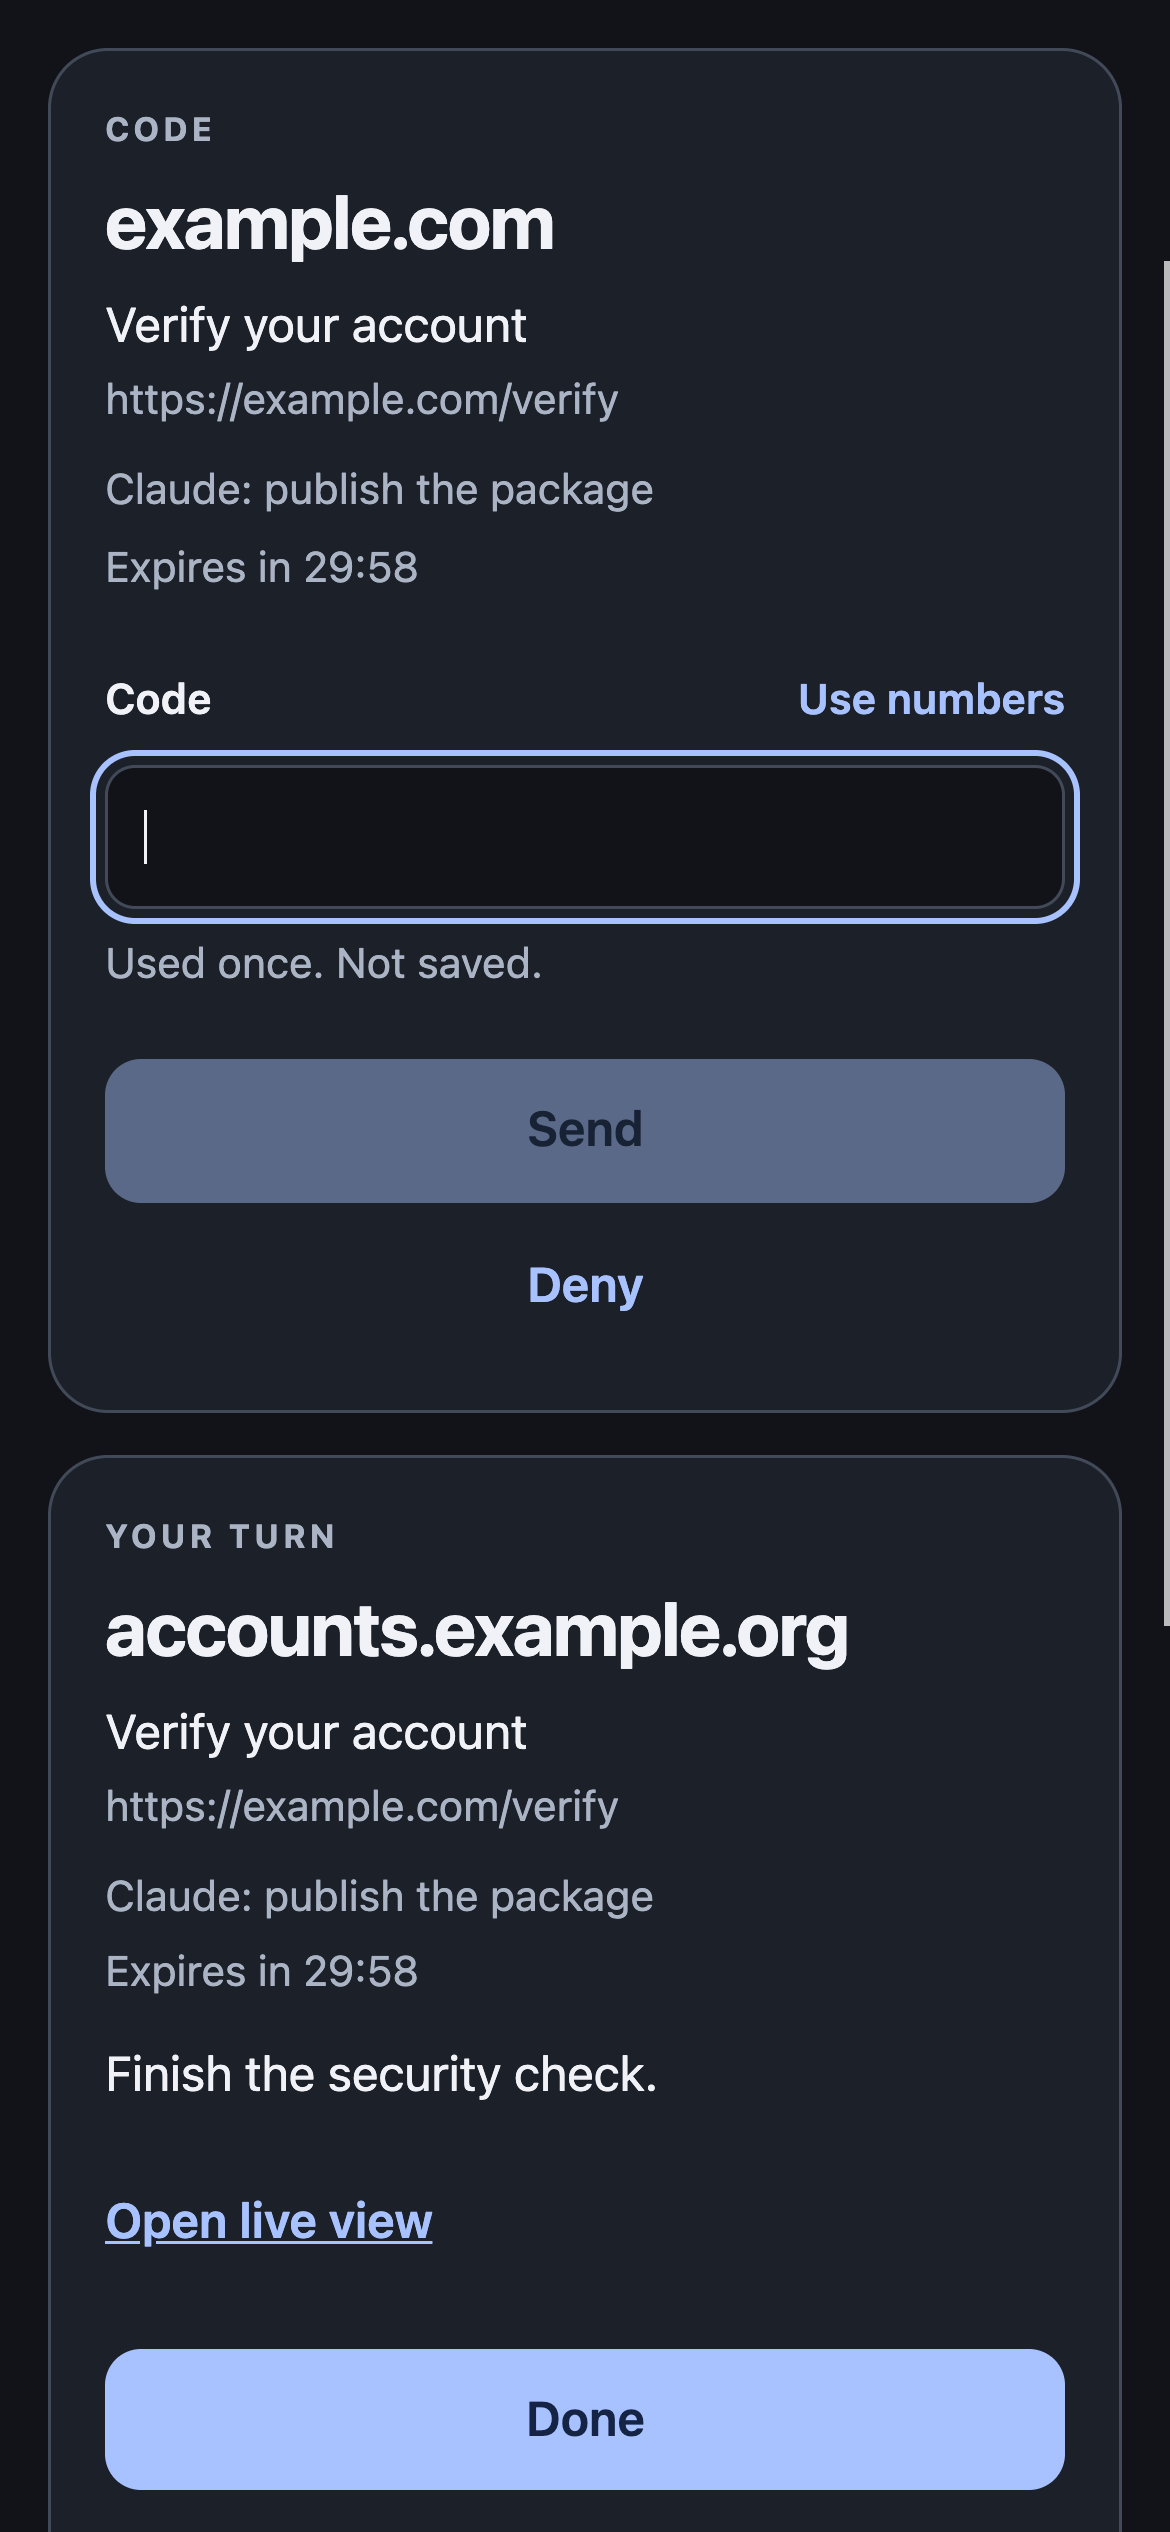 CODE
example.com
Verify your account
https://example.com/verify
Claude: publish the package
Expires in 29:58
Code
Use numbers
Used once. Not saved.
Send
Deny
YOUR TURN
accounts.example.org
Verify your account
https://example.com/verify
Claude: publish the package
Expires in 29:58
Finish the security check.
Open live view
Done